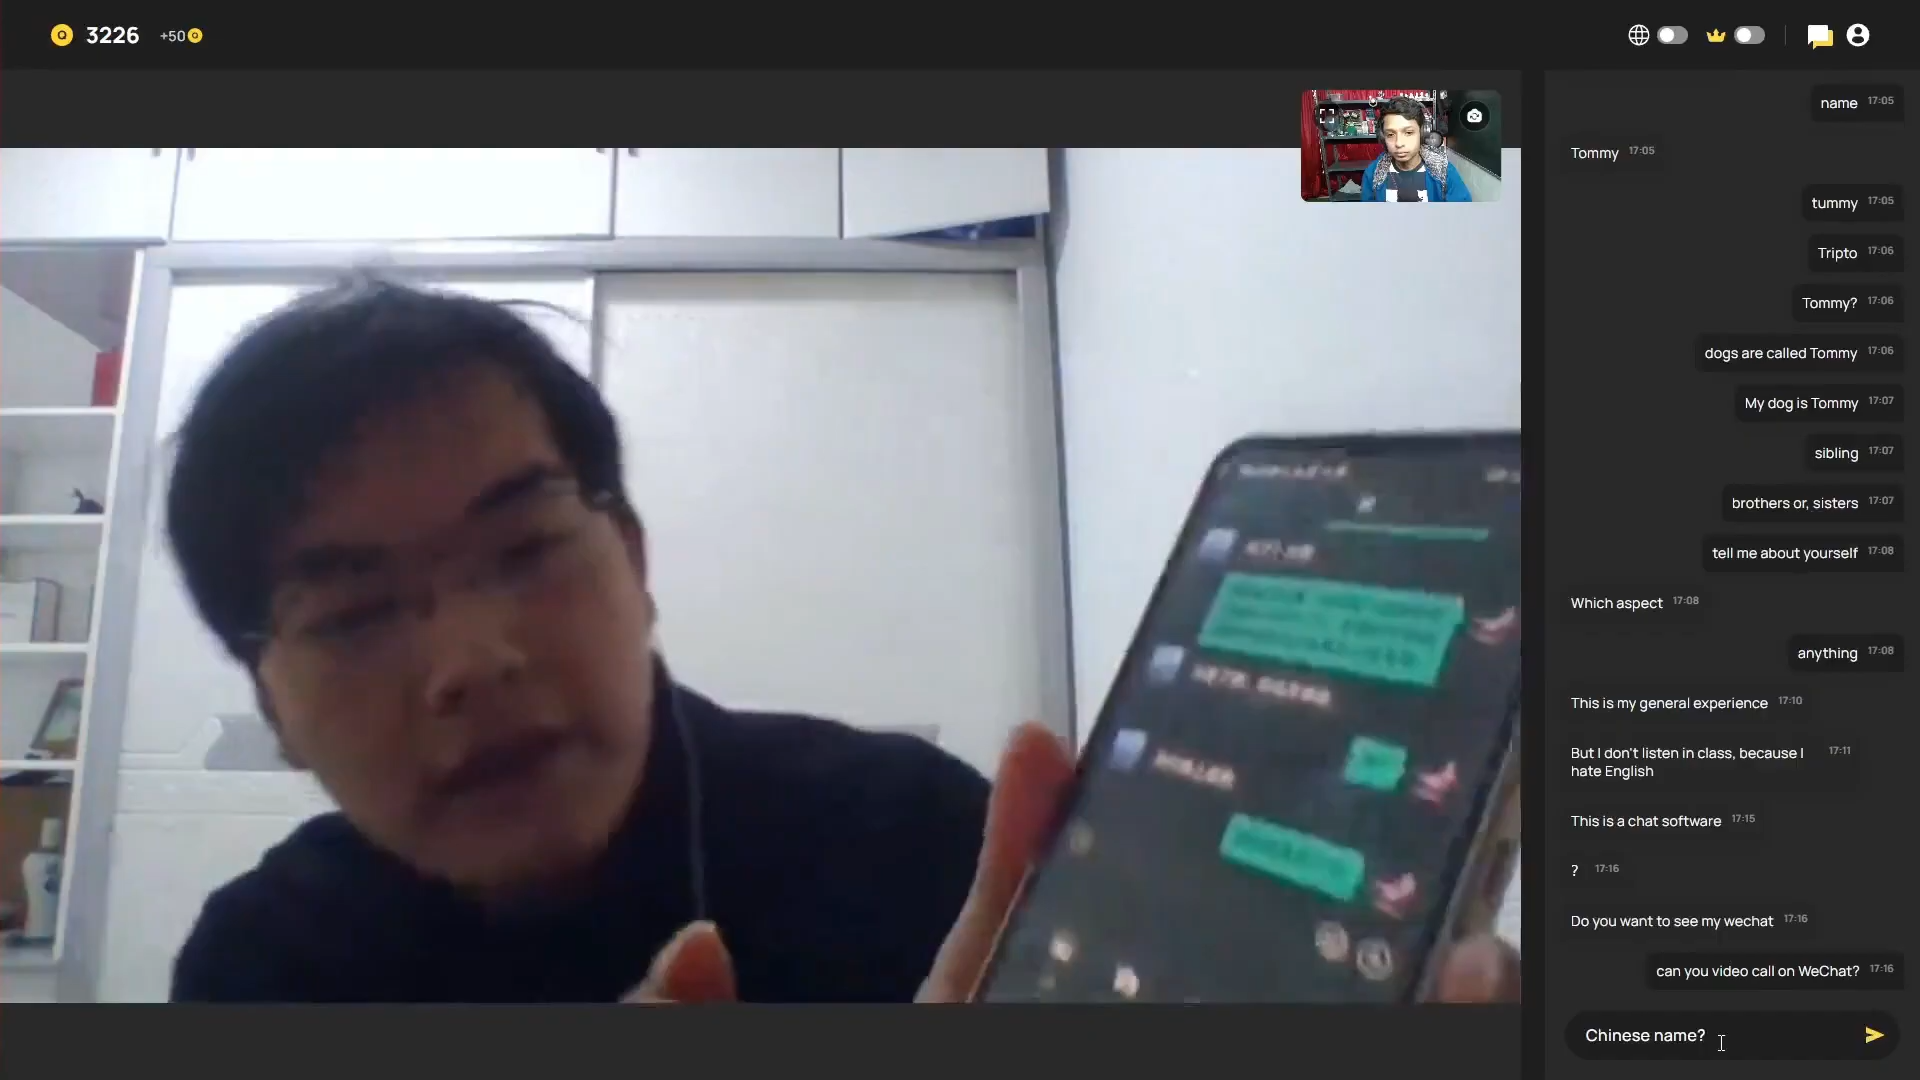 3226
+50
name 17:05
Tommy 17:05
tummy 17:05
Tripto 17:06
Tommy? 17:06
dogs are called Tommy 17:06
My dog is Tommy 17:07
sibling 17:07
brothers or, sisters 17:07
tell me about yourself 17:08
Which aspect 17:08
anything 17:08
This is my general experience 17:10
But I don't listen in class, because I 17:11
hate English
This is a chat software 17:15
? 17:16
Do you want to see my wechat 17:16
can you video call on WeChat? 17:16
Chinese name?